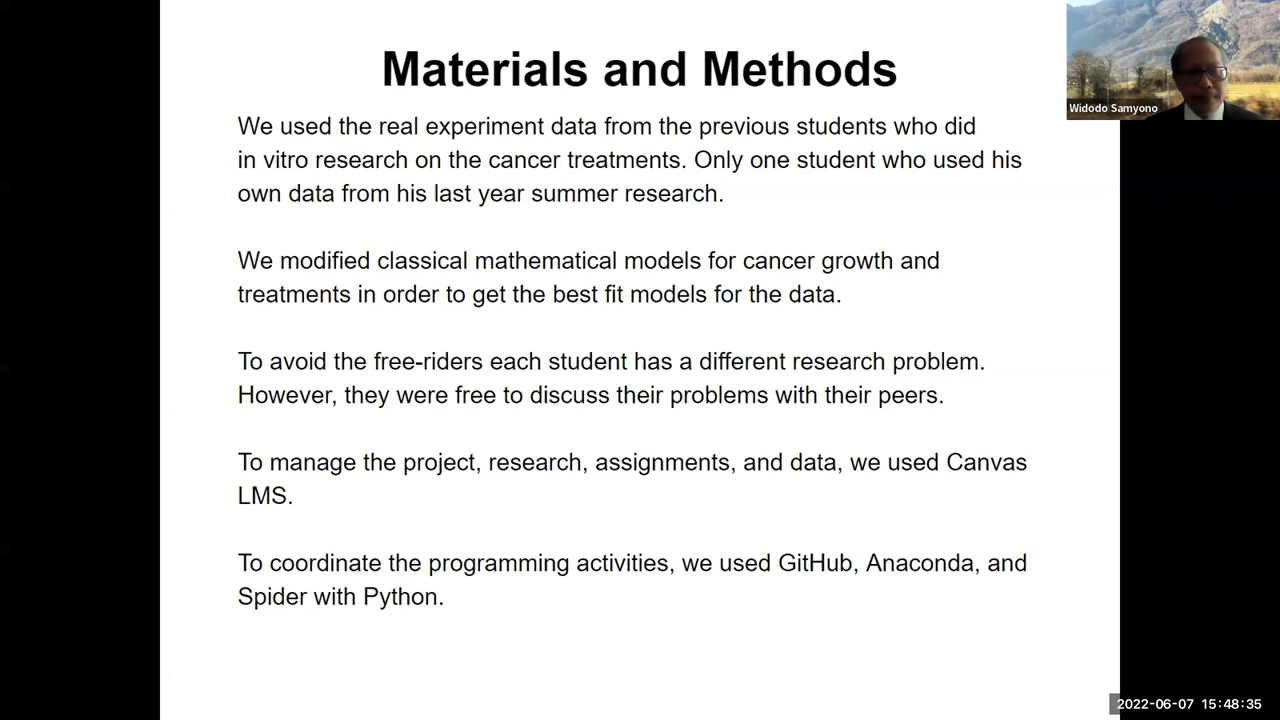 Materials and Methods
Widodo Samyono
We used the real experiment data from the previous students who did
in vitro research on the cancer treatments. Only one student who used his
own data from his last year summer research.
We modified classical mathematical models for cancer growth and
treatments in order to get the best fit models for the data.
To avoid the free-riders each student has a different research problem.
However, they were free to discuss their problems with their peers.
To manage the project, research, assignments, and data, we used Canvas
LMS.
To coordinate the programming activities, we used GitHub, Anaconda, and
Spider with Python.
2022-06-07 15:48:35